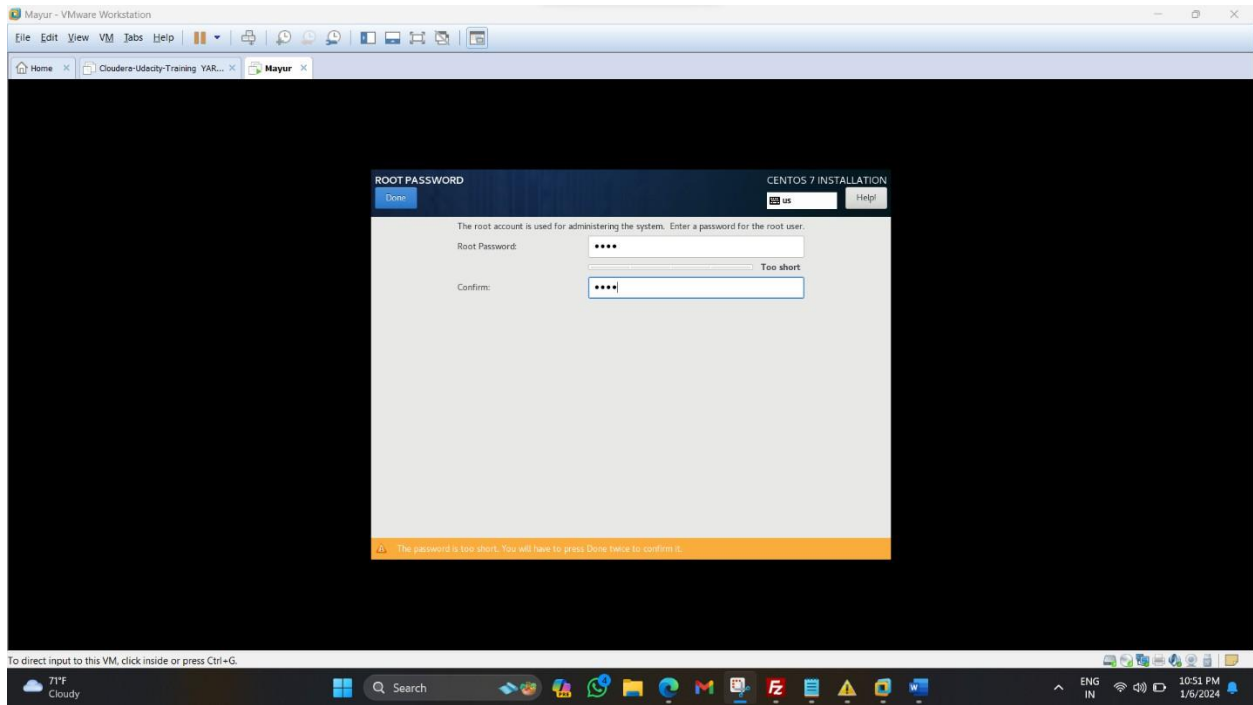 Mayur - VMware Workstation
File Edit View VM Tabs Help
Home Cloudera-Udacity-Training YAR... Mayur
ROOT PASSWORD CENTOS 7 INSTALLATION
Done us Help!
The root account is used for administering the system. Enter a password for the root user.
Root Password: ••••
Too short
Confirm: ••••
The password is too short. You will have to press Done twice to confirm it.
To direct input to this VM, click inside or press Ctrl+G.
71°F
Cloudy
Search
ENG
IN
10:51 PM
1/6/2024